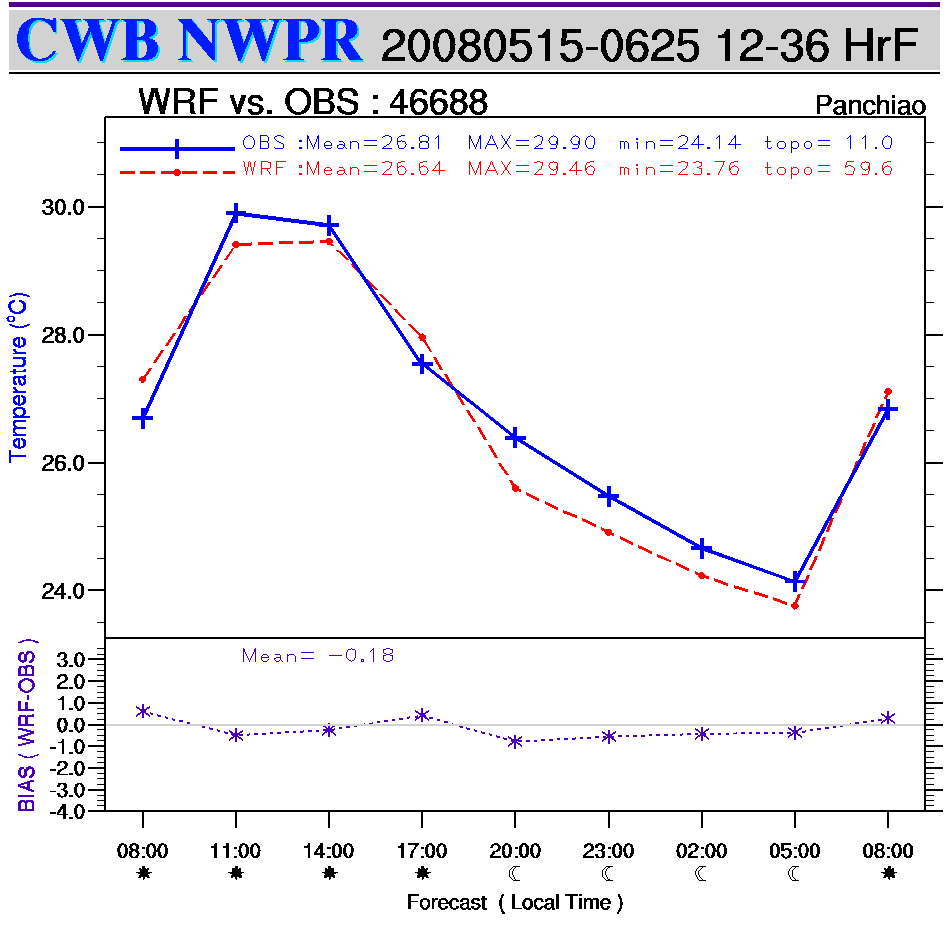 CWB NWPR 20080515-0625 12-36 HrF
WRF vs. OBS : 46688
Panchiao
OBS :Mean=26.81 MAX=29.90 min=24.14 topo= 11.0
WRF :Mean=26.64 MAX=29.46 min=23.76 topo= 59.6
30.0
28.0
26.0
24.0
Temperature (°C)
Mean= -0.18
3.0
2.0
1.0
0.0
-1.0
-2.0
-3.0
-4.0
BIAS ( WRF-OBS )
08:00 11:00 14:00 17:00 20:00 23:00 02:00 05:00 08:00
Forecast ( Local Time )